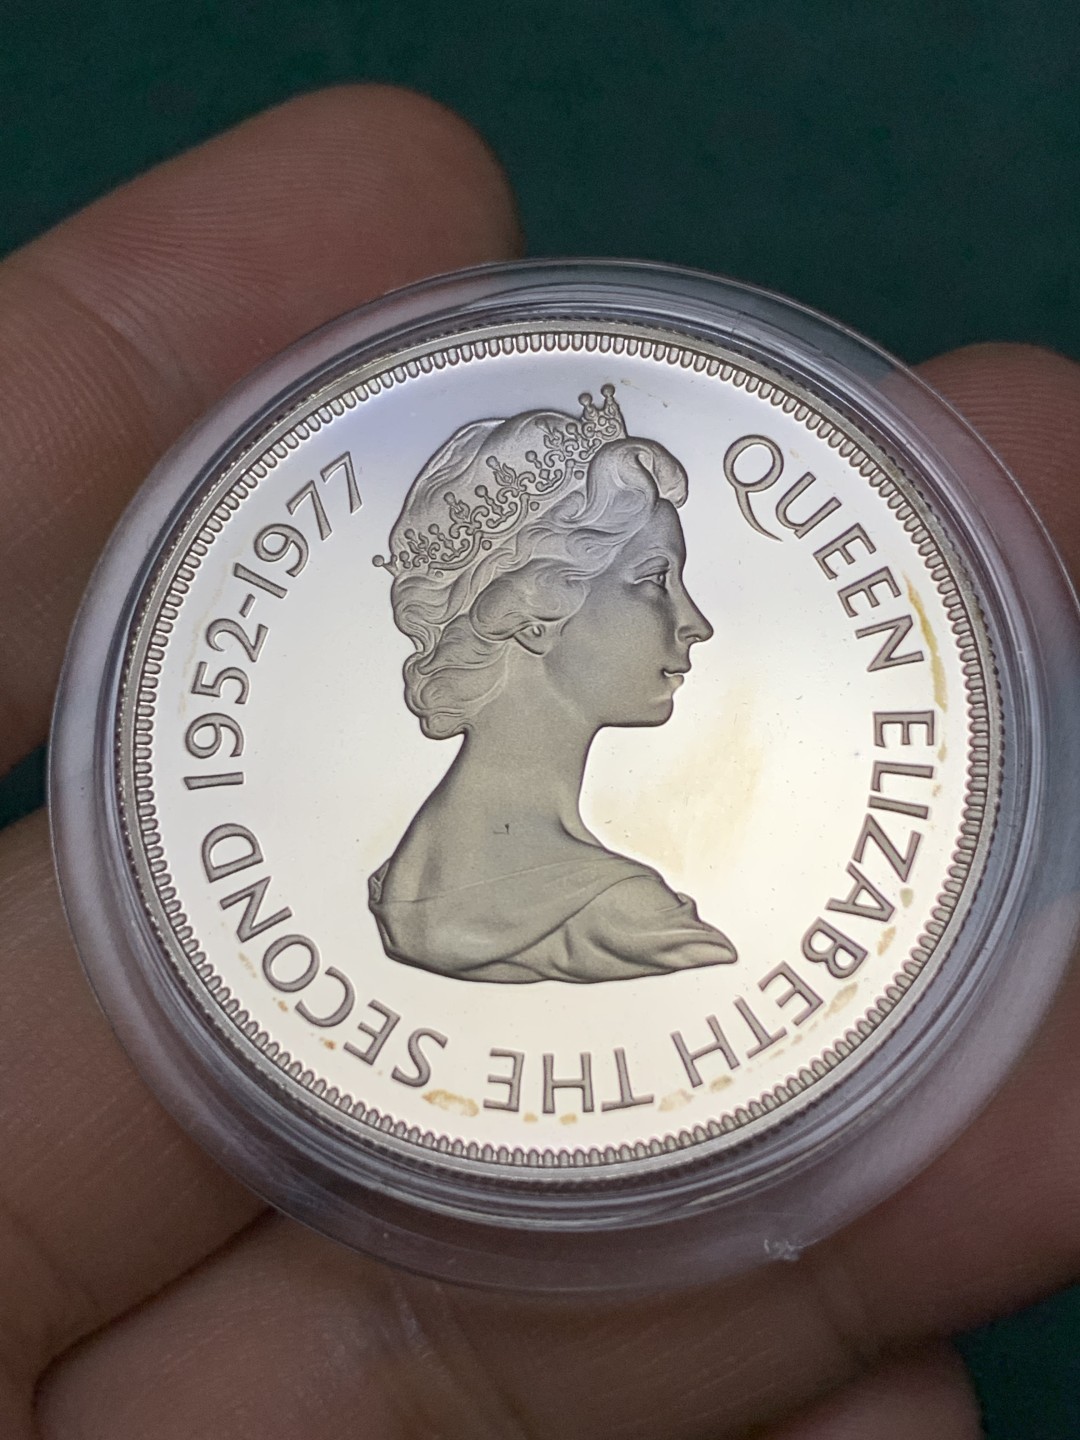 QUEEN ELIZABETH THE SECOND 1952-1977